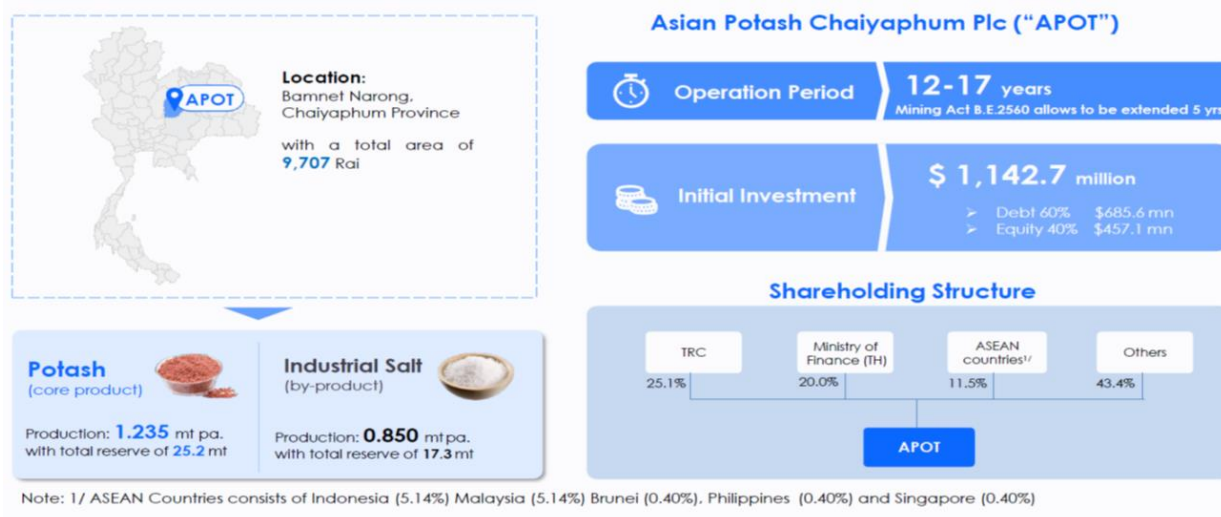 Asian Potash Chaiyaphum Plc ("APOT")
APOT
Location:
Bamnet Narong,
Chaiyaphum Province
with a total area of
9,707 Rai
Operation Period
12-17 years
Mining Act B.E.2560 allows to be extended 5 yrs
Initial Investment
$ 1,142.7 million
➢ Debt 60% $685.6 mn
➢ Equity 40% $457.1 mn
Potash
(core product)
Production: 1.235 mt pa.
with total reserve of 25.2 mt
Industrial Salt
(by-product)
Production: 0.850 mt pa.
with total reserve of 17.3 mt
Shareholding Structure
TRC
25.1%
Ministry of
Finance (TH)
20.0%
ASEAN
countries1/
11.5%
Others
43.4%
APOT
Note: 1/ ASEAN Countries consists of Indonesia (5.14%) Malaysia (5.14%) Brunei (0.40%), Philippines (0.40%) and Singapore (0.40%)